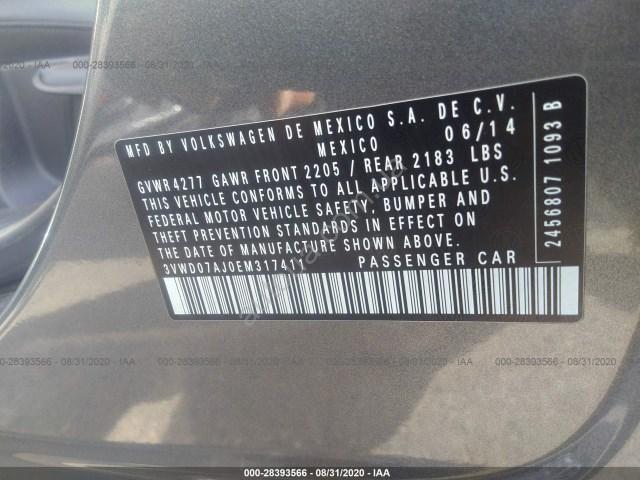 000-28393566 - 08/31/2020 - IAA
MFD BY VOLKSWAGEN DE MEXICO S.A. DE C.V.
MEXICO 06/14
GVWR 4277 GAWR FRONT 2205 / REAR 2183 LBS
THIS VEHICLE CONFORMS TO ALL APPLICABLE U.S.
FEDERAL MOTOR VEHICLE SAFETY, BUMPER AND
THEFT PREVENTION STANDARDS IN EFFECT ON
THE DATE OF MANUFACTURE SHOWN ABOVE.
3VWD07AJ0EM317411 PASSENGER CAR
2456807 1093 B
000-28393566 - 08/31/2020 - IAA
000-28393566 - 08/31/2020 - IAA